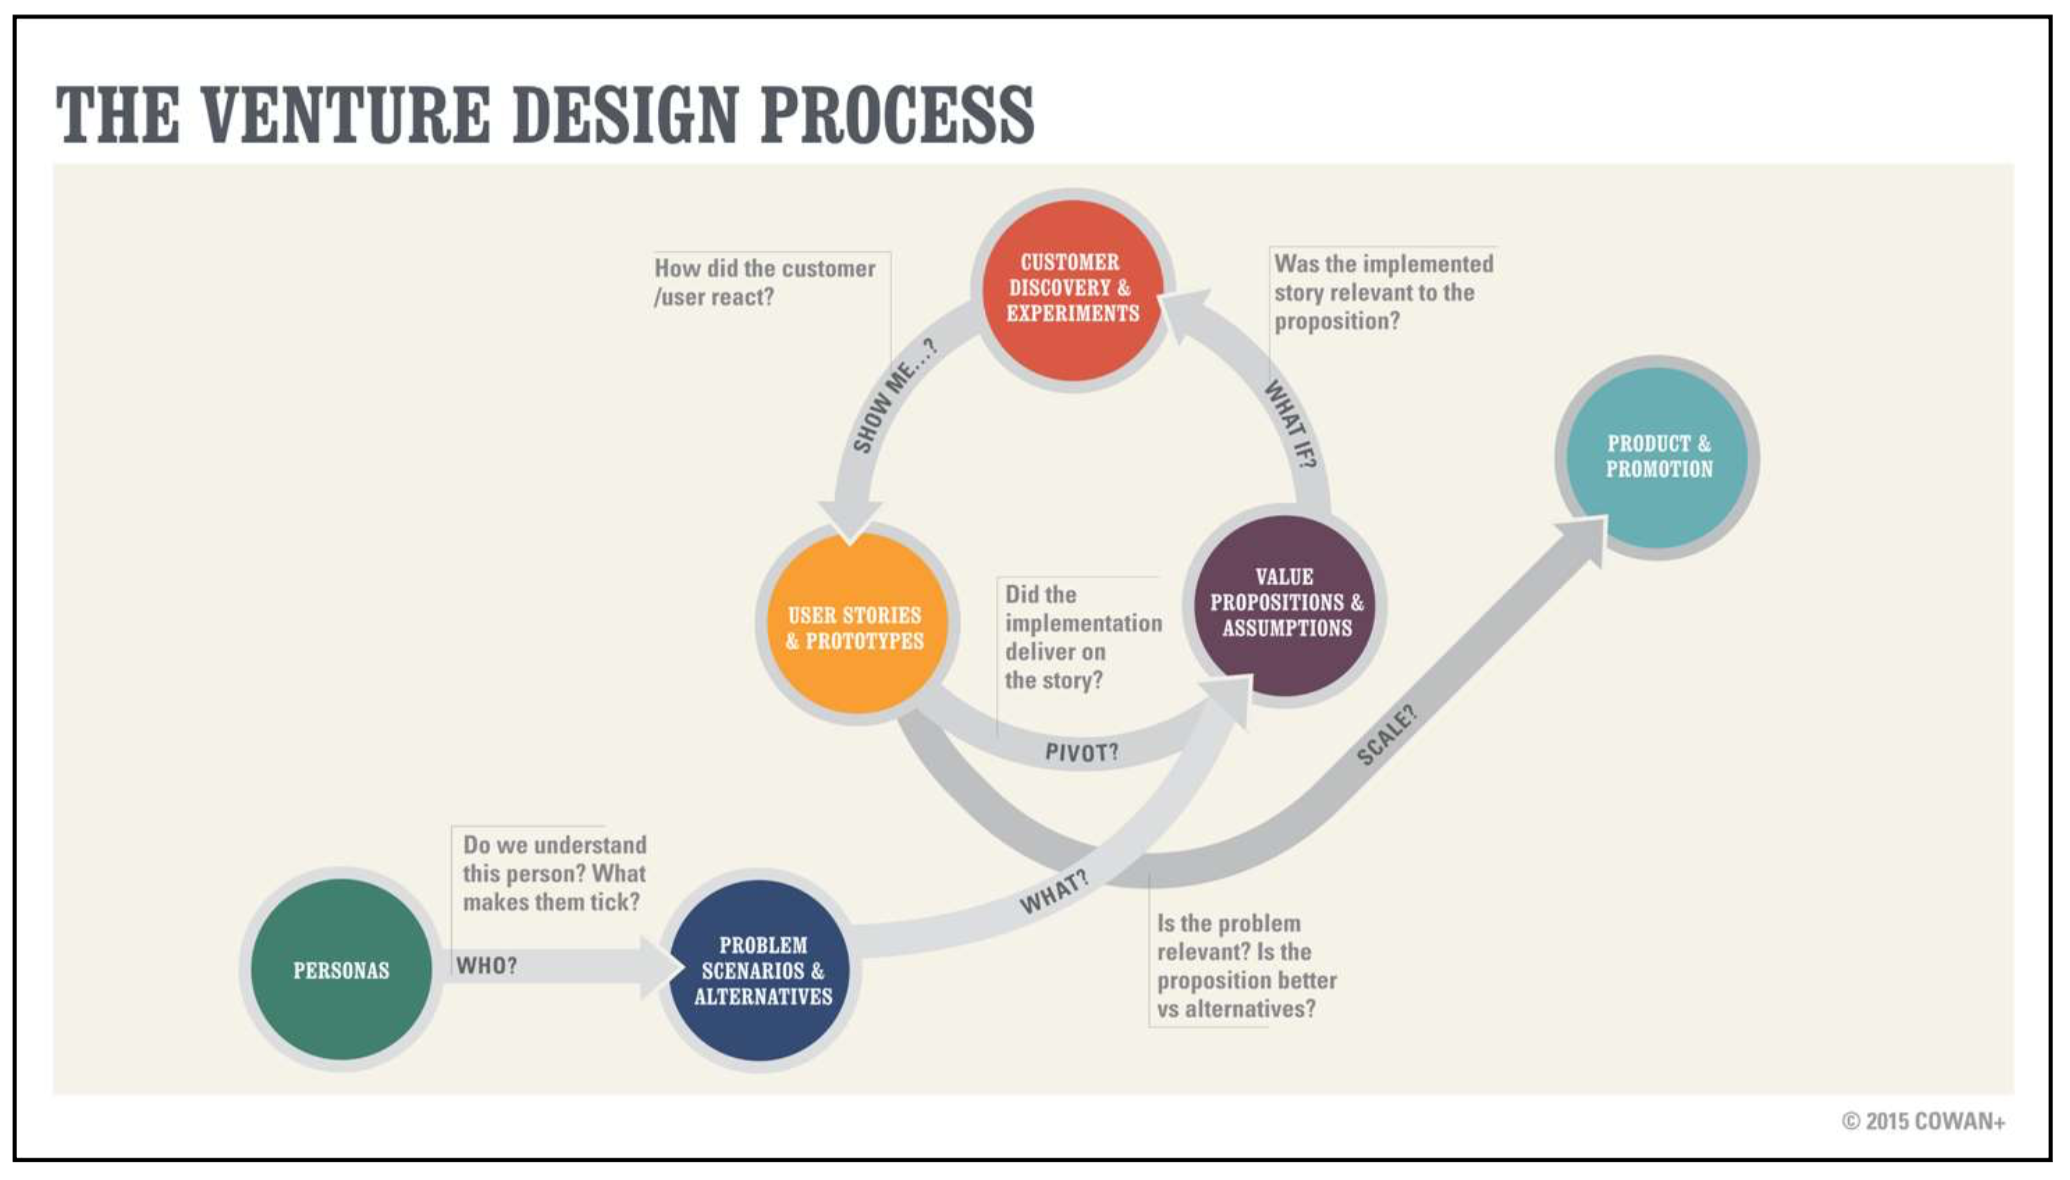 THE VENTURE DESIGN PROCESS
CUSTOMER
DISCOVERY &
EXPERIMENTS
How did the customer
/user react?
Was the implemented
story relevant to the
proposition?
SHOW ME...?
WHAT IF?
PRODUCT &
PROMOTION
USER STORIES
& PROTOTYPES
Did the
implementation
deliver on
the story?
VALUE
PROPOSITIONS &
ASSUMPTIONS
PIVOT?
SCALE?
Do we understand
this person? What
makes them tick?
PERSONAS
WHO?
PROBLEM
SCENARIOS &
ALTERNATIVES
WHAT?
Is the problem
relevant? Is the
proposition better
vs alternatives?
© 2015 COWAN+